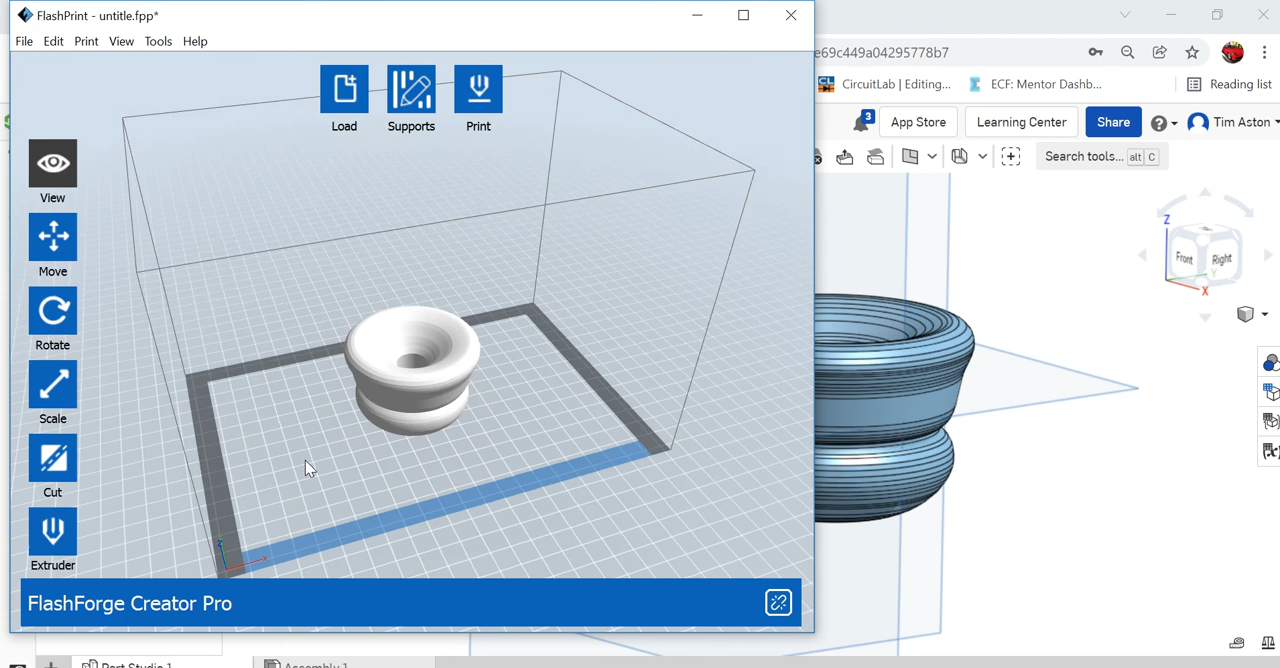 FlashPrint - untitle.fpp*
File Edit Print View Tools Help
Load
Supports
Print
View
Move
Rotate
Scale
Cut
Extruder
FlashForge Creator Pro
e69c449a04295778b7
CircuitLab | Editing...
ECF: Mentor Dashb...
Reading list
3
App Store
Learning Center
Share
Tim Aston
Search tools... alt C
Z
Front
Right
Y
X
Part Studio 1
Assembly 1